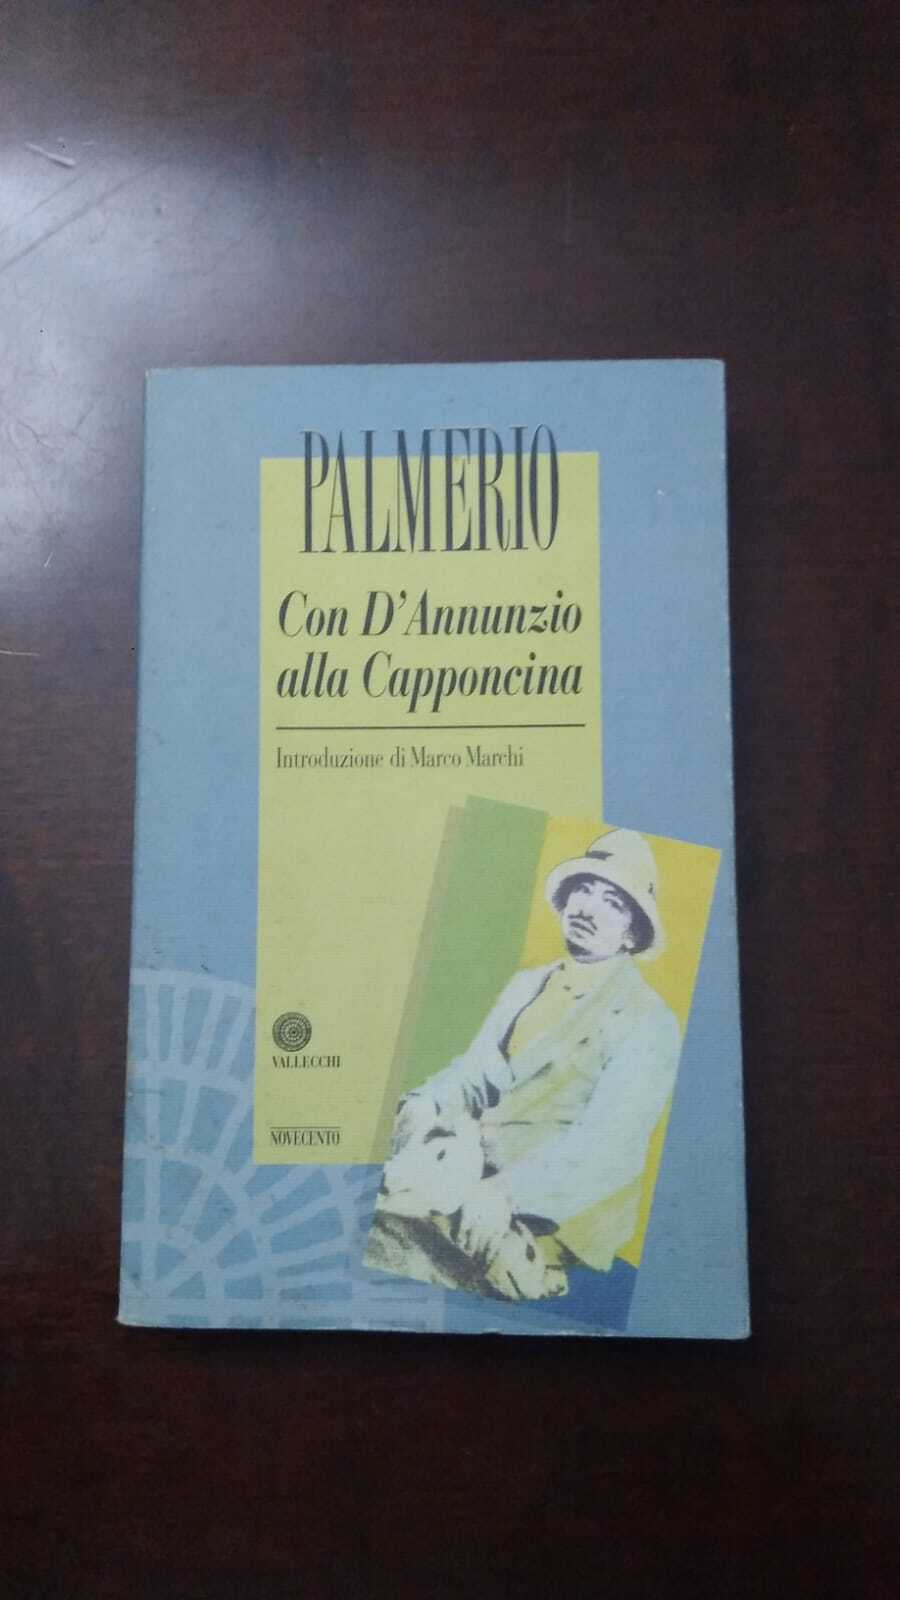 PALMERIO
Con D'Annunzio
alla Capponcina
Introduzione di Marco Marchi
VALLECCHI
NOVECENTO